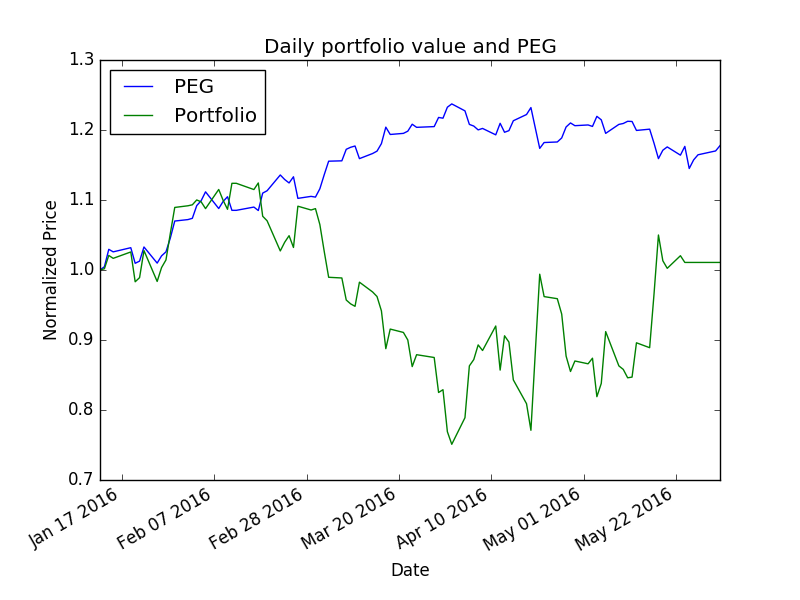 Daily portfolio value and PEG
PEG
Portfolio
1.3
1.2
1.1
1.0
0.9
0.8
0.7
Normalized Price
Jan 17 2016
Feb 07 2016
Feb 28 2016
Mar 20 2016
Apr 10 2016
May 01 2016
May 22 2016
Date